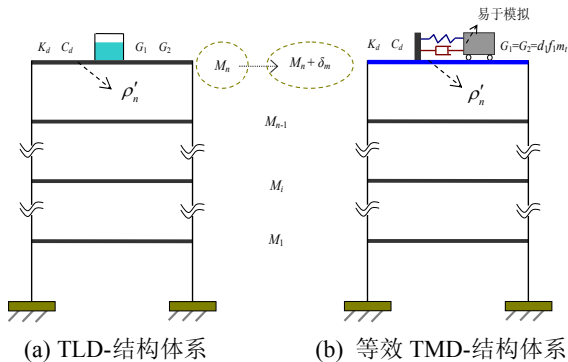 易于模拟
K_d C_d G_1 G_2
M_n M_n + δ_m
K_d C_d G_1=G_2=d_1f_1m_t
ρ′_n
ρ′_n
M_{n-1}
M_i
M_1
(a) TLD-结构体系
(b) 等效 TMD-结构体系